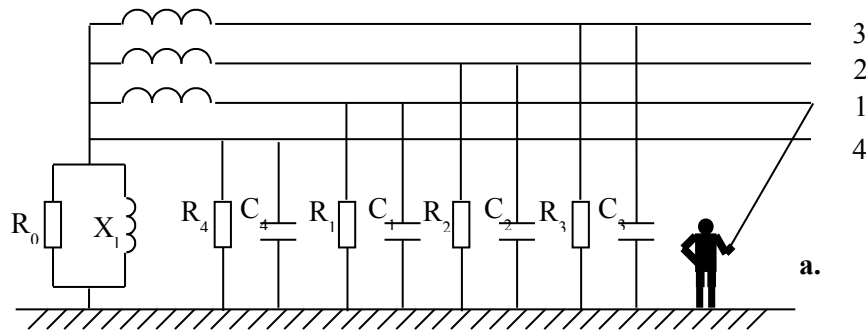 3
2
1
4
R₀
X₁
R₄
C₄
R₁
C₁
R₂
C₂
R₃
C₃
a.